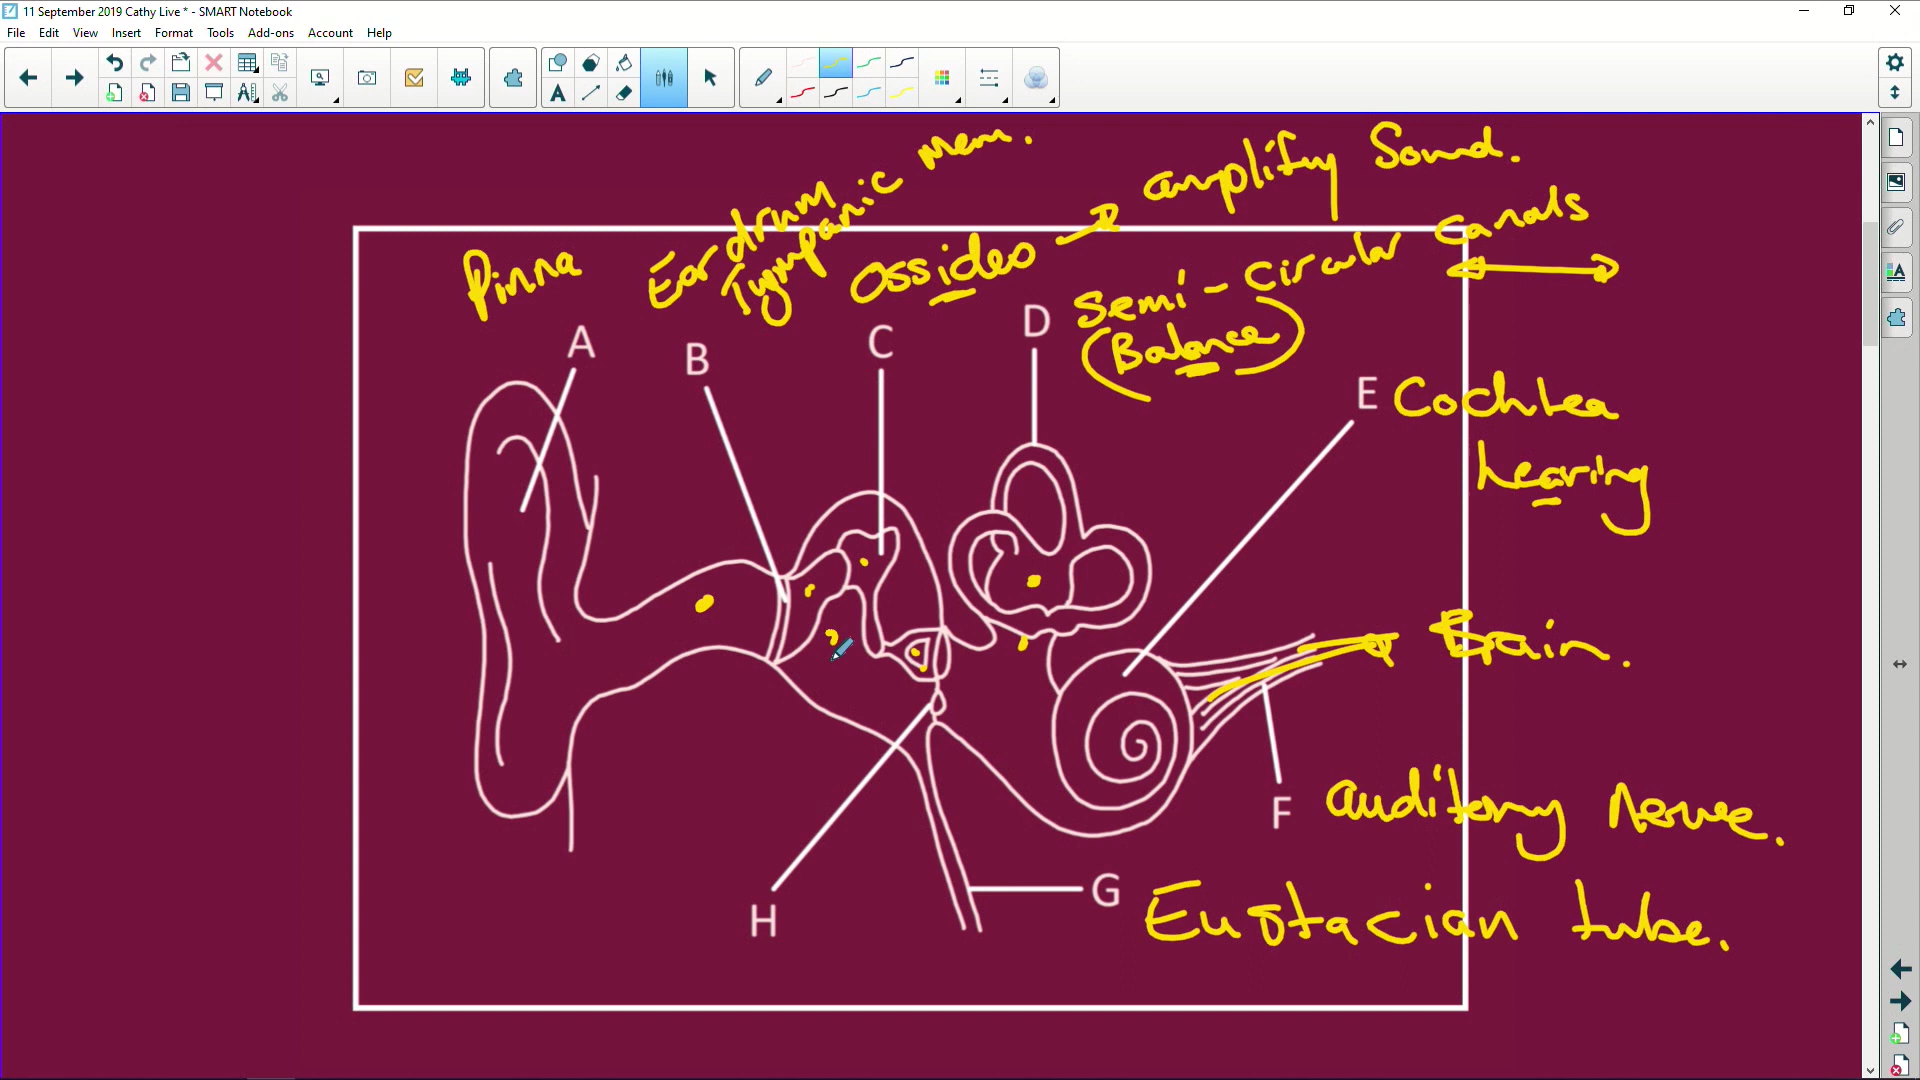 11 September 2019 Cathy Live * - SMART Notebook
File Edit View Insert Format Tools Add-ons Account Help
amplify Sound.
Pinna
Eardrum
Tympanic Mem.
Ossicles
Semi-Circular Canals
(Balance)
A
B
C
D
E Cochlea
hearing
Brain.
F auditory Nerve.
G Eustacian tube.
H